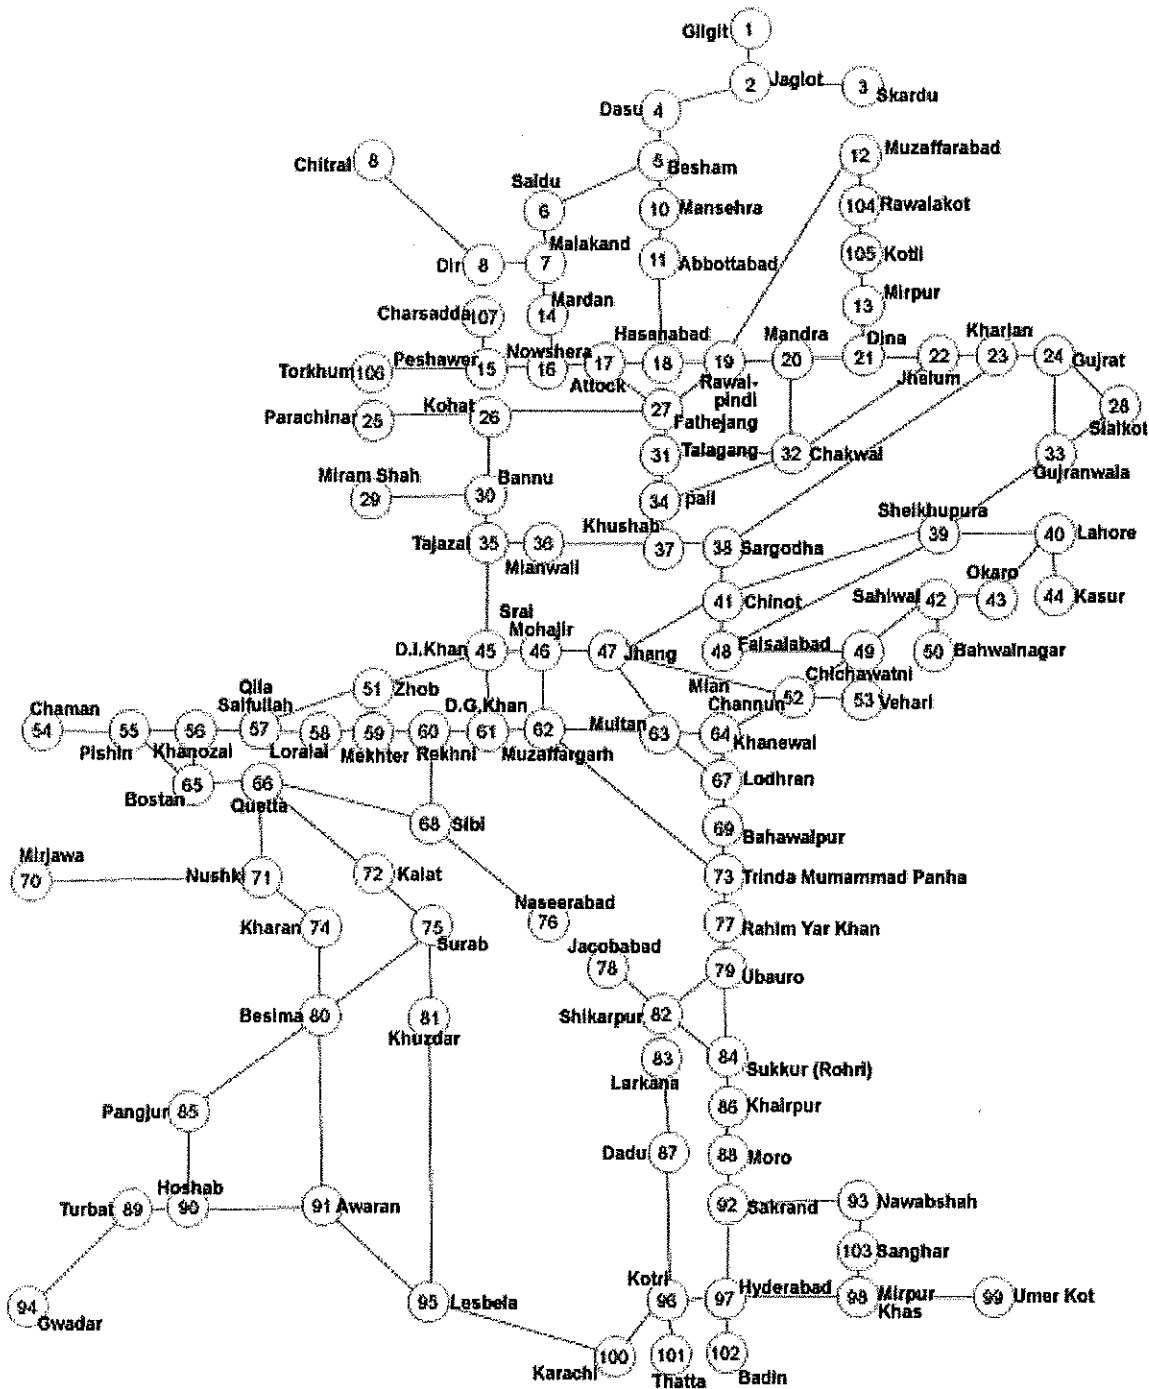 Gilgit 1
2 Jaglot 3 Skardu
Dasu 4
Chitral 8
5 Besham
12 Muzaffarabad
Saidu 6
10 Mansehra
104 Rawalakot
Dir 8 7 Malakand
11 Abbottabad
105 Kotli
Charsadda 107
14 Mardan
13 Mirpur
Torkhum 106
Peshawer 15
Nowshera 16
17 Attock
Hasanabad 18
19 Rawal-
pindi
Mandra 20
Dina 21
22 Jhelum
Kharian 23
24 Gujrat
Parachinar 25
Kohat 26
27 Fathejang
28 Sialkot
31 Talagang
32 Chakwal
33 Gujranwala
Miram Shah 29
30 Bannu
34 pail
Tajazai 35
36 Mianwali
Khushab 37
38 Sargodha
Sheikhupura 39
40 Lahore
41 Chinot
Sahiwal 42
Okaro 43
44 Kasur
D.I.Khan 45
Srai
Mohajir 46
47 Jhang
48 Faisalabad
49 Chichawatni
50 Bahwalnagar
51 Zhob
Mian
Channun 52
53 Vehari
Chaman 54
55 Pishin
56 Khanozai
Qila
Saifullah 57
58 Loralai
59 Mekhter
60 Rekhni
D.G.Khan 61
62 Muzaffargarh
Multan 63
64 Khanewal
Bostan 65
66 Quetta
67 Lodhran
68 Sibi
69 Bahawalpur
Mirjawa 70
Nushki 71
72 Kalat
73 Trinda Mumammad Panha
Kharan 74
75 Surab
Naseerabad 76
77 Rahim Yar Khan
Jacobabad 78
79 Ubauro
Besima 80
81 Khuzdar
Shikarpur 82
83 Larkana
84 Sukkur (Rohri)
Pangjur 85
86 Khairpur
Dadu 87
88 Moro
Turbat 89
Hoshab 90
91 Awaran
92 Sakrand
93 Nawabshah
103 Sanghar
94 Gwadar
95 Lesbela
Kotri 96
97 Hyderabad
98 Mirpur
Khas
99 Umer Kot
Karachi 100
101 Thatta
102 Badin